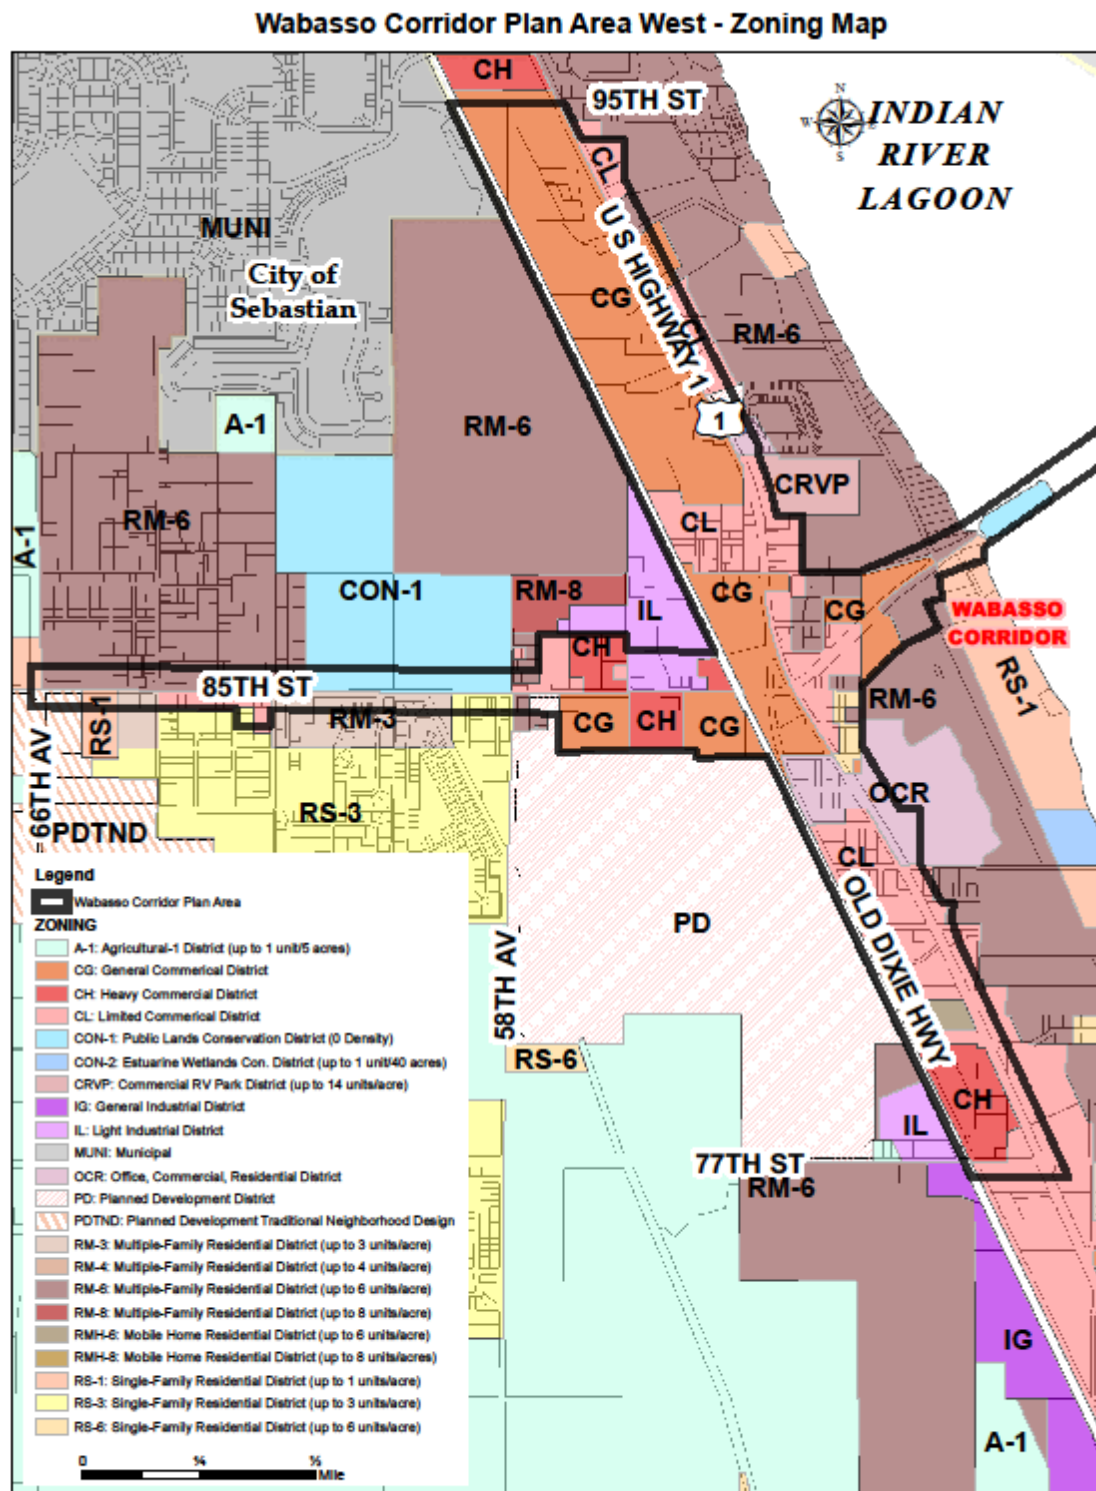 Wabasso Corridor Plan Area West - Zoning Map
CH
95TH ST
N
W
E
S
INDIAN
RIVER
LAGOON
CL
MUNI
City of
Sebastian
U S HIGHWAY 1
CG
CL
RM-6
A-1
RM-6
1
CRVP
RM-6
CL
A-1
CON-1
RM-8
IL
CG
CG
WABASSO
CORRIDOR
CH
RS-1
85TH ST
RM-6
RS-1
RM-3
CG
CH
CG
66TH AV
OCR
PDTND
RS-3
CL
OLD DIXIE HWY
PD
58TH AV
RS-6
CH
IL
77TH ST
RM-6
IG
A-1
Legend
Wabasso Corridor Plan Area
ZONING
A-1: Agricultural-1 District (up to 1 unit/5 acres)
CG: General Commerical District
CH: Heavy Commercial District
CL: Limited Commerical District
CON-1: Public Lands Conservation District (0 Density)
CON-2: Estuarine Wetlands Con. District (up to 1 unit/40 acres)
CRVP: Commercial RV Park District (up to 14 units/acre)
IG: General Industrial District
IL: Light Industrial District
MUNI: Municipal
OCR: Office, Commercial, Residential District
PD: Planned Development District
PDTND: Planned Development Traditional Neighborhood Design
RM-3: Multiple-Family Residential District (up to 3 units/acre)
RM-4: Multiple-Family Residential District (up to 4 units/acre)
RM-6: Multiple-Family Residential District (up to 6 units/acre)
RM-8: Multiple-Family Residential District (up to 8 units/acre)
RMH-6: Mobile Home Residential District (up to 6 units/acre)
RMH-8: Mobile Home Residential District (up to 8 units/acres)
RS-1: Single-Family Residential District (up to 1 units/acre)
RS-3: Single-Family Residential District (up to 3 units/acre)
RS-6: Single-Family Residential District (up to 6 units/acre)
0
Mile